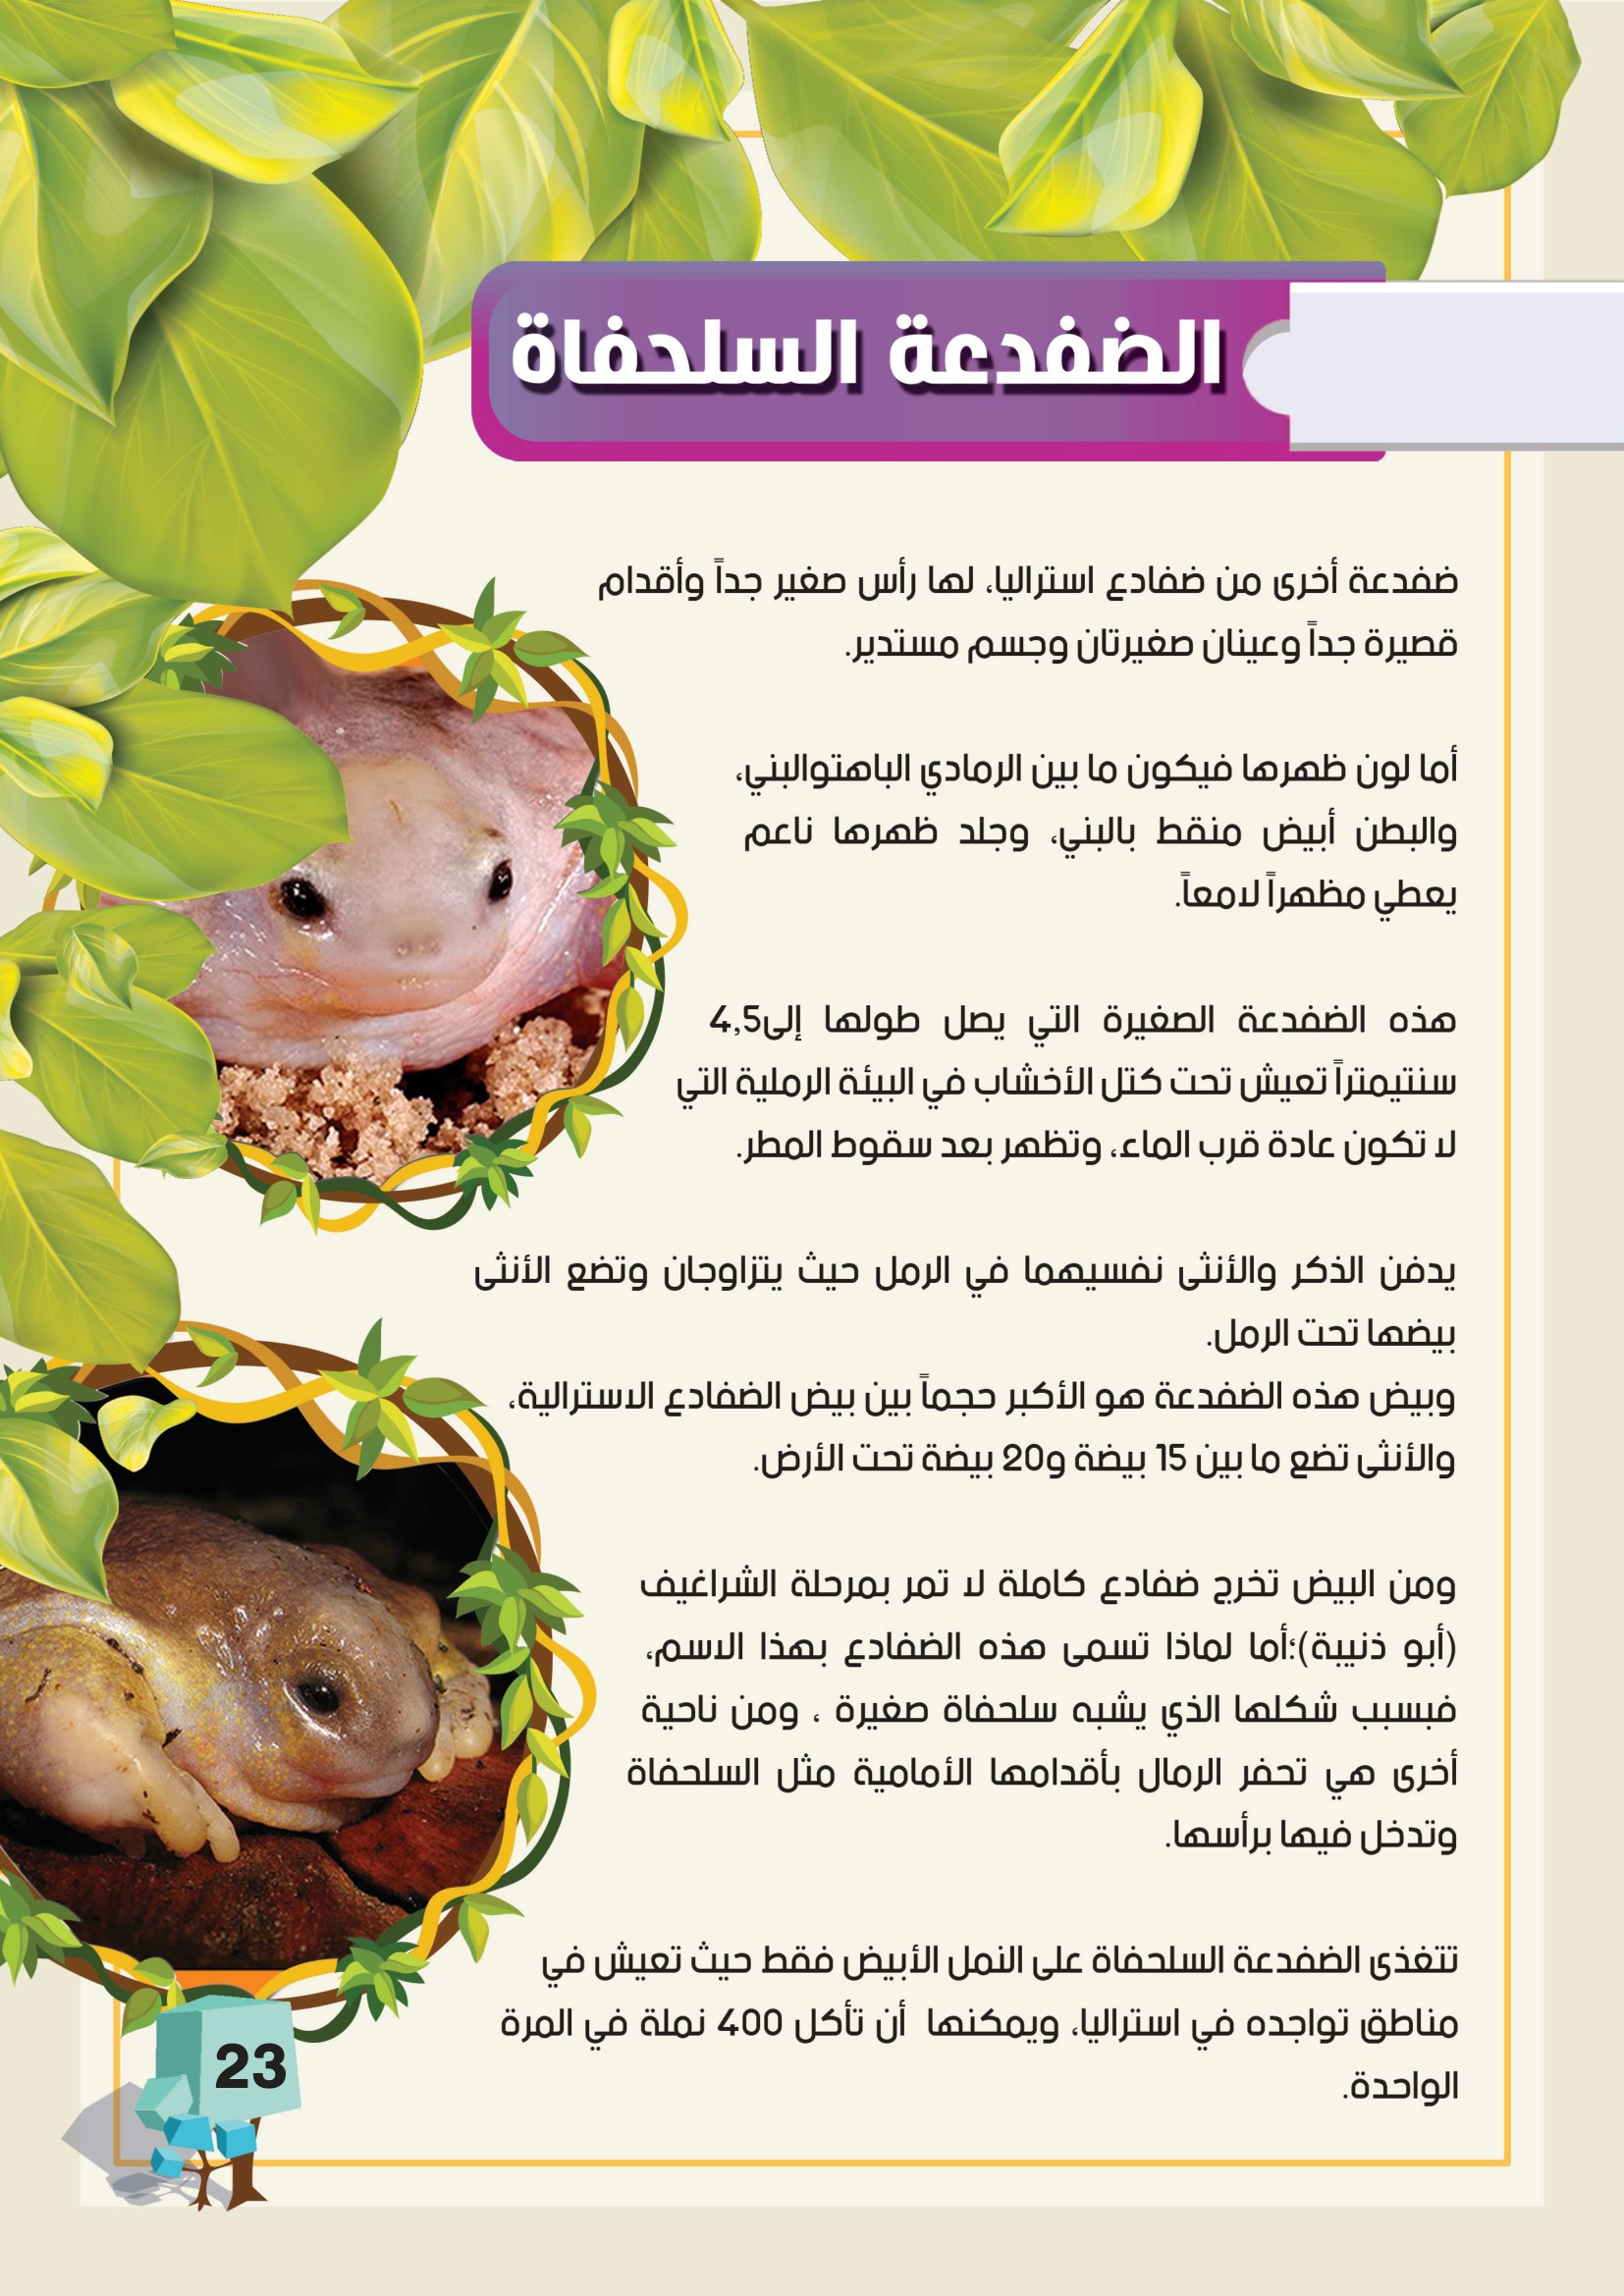 الضفدعة السلحفاة
ضفدعة أخرى من ضفادع استراليا، لها رأس صغير جداً وأقدام
قصيرة جداً وعينان صغيرتان وجسم مستدير.
أما لون ظهرها فيكون ما بين الرمادي الباهتوالبني،
والبطن أبيض منقط بالبني، وجلد ظهرها ناعم
يعطي مظهراً لامعاً.
هذه الضفدعة الصغيرة التي يصل طولها إلى4,5
سنتيمتراً تعيش تحت كتل الأخشاب في البيئة الرملية التي
لا تكون عادة قرب الماء، وتظهر بعد سقوط المطر.
يدفن الذكر والأنثى نفسيهما في الرمل حيث يتزاوجان وتضع الأنثى
بيضها تحت الرمل.
وبيض هذه الضفدعة هو الأكبر حجماً بين بيض الضفادع الاسترالية،
والأنثى تضع ما بين 15 بيضة و20 بيضة تحت الأرض.
ومن البيض تخرج ضفادع كاملة لا تمر بمرحلة الشراغيف
(أبو ذنيبة)؛أما لماذا تسمى هذه الضفادع بهذا الاسم،
فبسبب شكلها الذي يشبه سلحفاة صغيرة ، ومن ناحية
أخرى هي تحفر الرمال بأقدامها الأمامية مثل السلحفاة
وتدخل فيها برأسها.
تتغذى الضفدعة السلحفاة على النمل الأبيض فقط حيث تعيش في
مناطق تواجده في استراليا، ويمكنها أن تأكل 400 نملة في المرة
الواحدة.
23